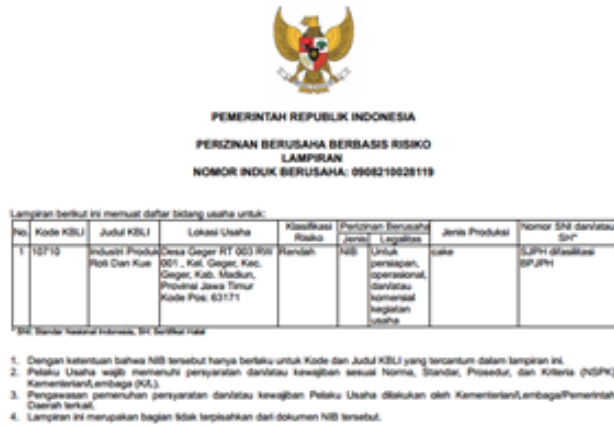 PEMERINTAH REPUBLIK INDONESIA
PERIZINAN BERUSAHA BERBASIS RISIKO
LAMPIRAN
NOMOR INDUK BERUSAHA: 0908210028119
Lampiran berikut ini memuat daftar bidang usaha untuk:
No. Kode KBLI Judul KBLI Lokasi Usaha Klasifikasi Risiko Perizinan Berusaha Jenis Legalitas Jenis Produksi Nomor SNI dan/atau SH*
1 10710 Industri Produk Roti Dan Kue Desa Geger RT 003 RW 001, Kel. Geger, Kec. Geger, Kab. Madiun, Provinsi Jawa Timur Kode Pos: 63171 Rendah NIB Untuk persiapan, operasional, dan/atau komersial kegiatan usaha cake SJPH difasilitasi BPJPH
* SNI: Standar Nasional Indonesia, SH: Sertifikat Halal
1. Dengan ketentuan bahwa NIB tersebut hanya berlaku untuk Kode dan Judul KBLI yang tercantum dalam lampiran ini.
2. Pelaku Usaha wajib memenuhi persyaratan dan/atau kewajiban sesuai Norma, Standar, Prosedur, dan Kriteria (NSPK)
Kementerian/Lembaga (K/L).
3. Pengawasan pemenuhan persyaratan dan/atau kewajiban Pelaku Usaha dilakukan oleh Kementerian/Lembaga/Pemerintah
Daerah terkait.
4. Lampiran ini merupakan bagian tidak terpisahkan dari dokumen NIB tersebut.